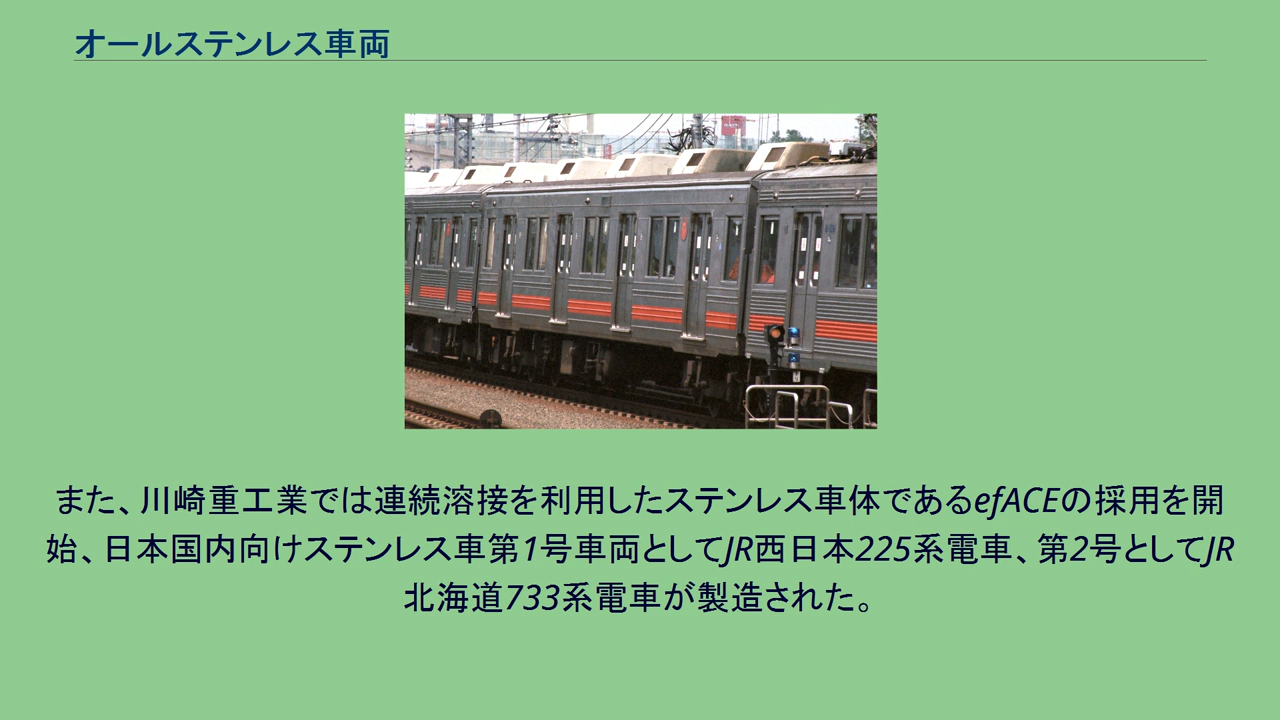 オールステンレス車両
また、川崎重工業では連続溶接を利用したステンレス車体であるefACEの採用を開
始、日本国内向けステンレス車第1号車両としてJR西日本225系電車、第2号としてJR
北海道733系電車が製造された。